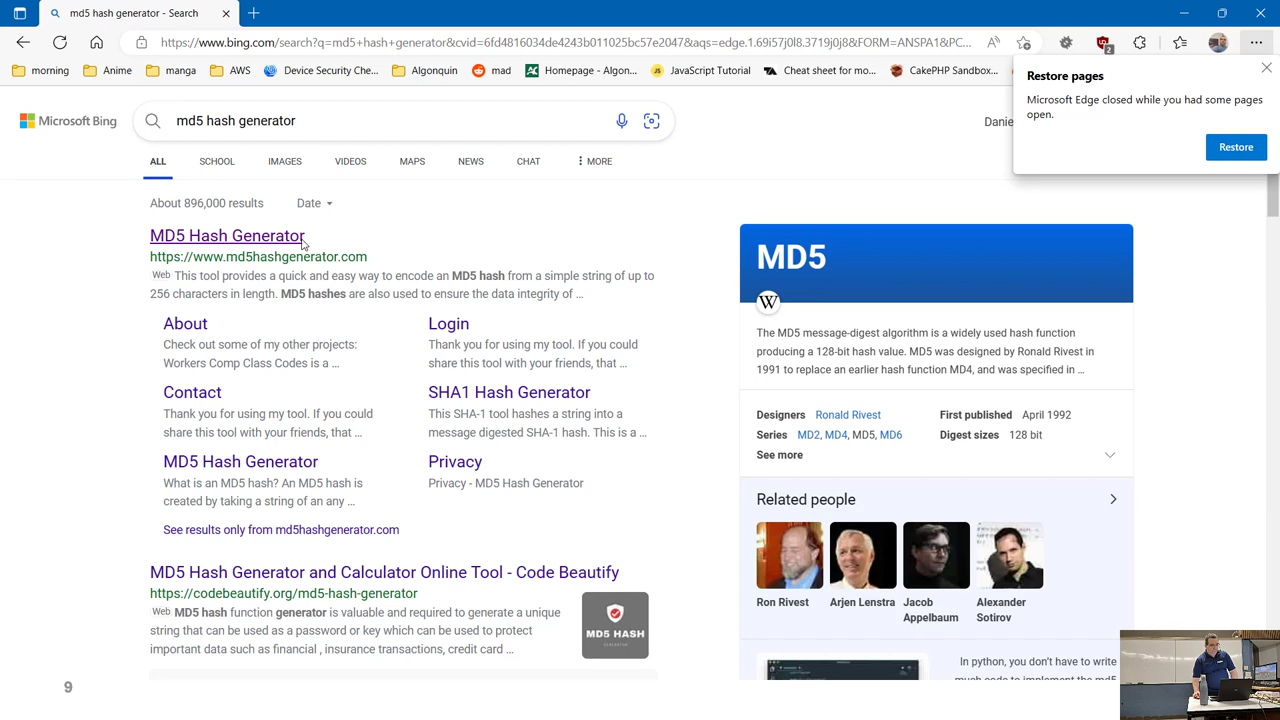 md5 hash generator - Search
https://www.bing.com/search?q=md5+hash+generator&cvid=6fd4816034de4243b011025bc57e2047&aqs=edge.1.69i57j0l8.3719j0j8&FORM=ANSPA1&PC...
2
morning
Anime
manga
AWS
Device Security Che...
Algonquin
mad
Homepage - Algon...
JavaScript Tutorial
Cheat sheet for mo...
CakePHP Sandbox...
Restore pages
Microsoft Edge closed while you had some pages
open.
Restore
Microsoft Bing
md5 hash generator
Danie
ALL
SCHOOL
IMAGES
VIDEOS
MAPS
NEWS
CHAT
MORE
About 896,000 results
Date
MD5 Hash Generator
https://www.md5hashgenerator.com
Web This tool provides a quick and easy way to encode an MD5 hash from a simple string of up to
256 characters in length. MD5 hashes are also used to ensure the data integrity of ...
About
Check out some of my other projects:
Workers Comp Class Codes is a ...
Login
Thank you for using my tool. If you could
share this tool with your friends, that ...
Contact
Thank you for using my tool. If you could
share this tool with your friends, that ...
SHA1 Hash Generator
This SHA-1 tool hashes a string into a
message digested SHA-1 hash. This is a ...
MD5 Hash Generator
What is an MD5 hash? An MD5 hash is
created by taking a string of an any ...
Privacy
Privacy - MD5 Hash Generator
See results only from md5hashgenerator.com
MD5 Hash Generator and Calculator Online Tool - Code Beautify
https://codebeautify.org/md5-hash-generator
Web MD5 hash function generator is valuable and required to generate a unique
string that can be used as a password or key which can be used to protect
important data such as financial , insurance transactions, credit card ...
MD5 HASH
GENERATOR
MD5
W
The MD5 message-digest algorithm is a widely used hash function
producing a 128-bit hash value. MD5 was designed by Ronald Rivest in
1991 to replace an earlier hash function MD4, and was specified in ...
Designers Ronald Rivest
First published April 1992
Series MD2, MD4, MD5, MD6
Digest sizes 128 bit
See more
Related people
Ron Rivest
Arjen Lenstra
Jacob
Appelbaum
Alexander
Sotirov
In python, you don't have to write
much code to implement the md5
9